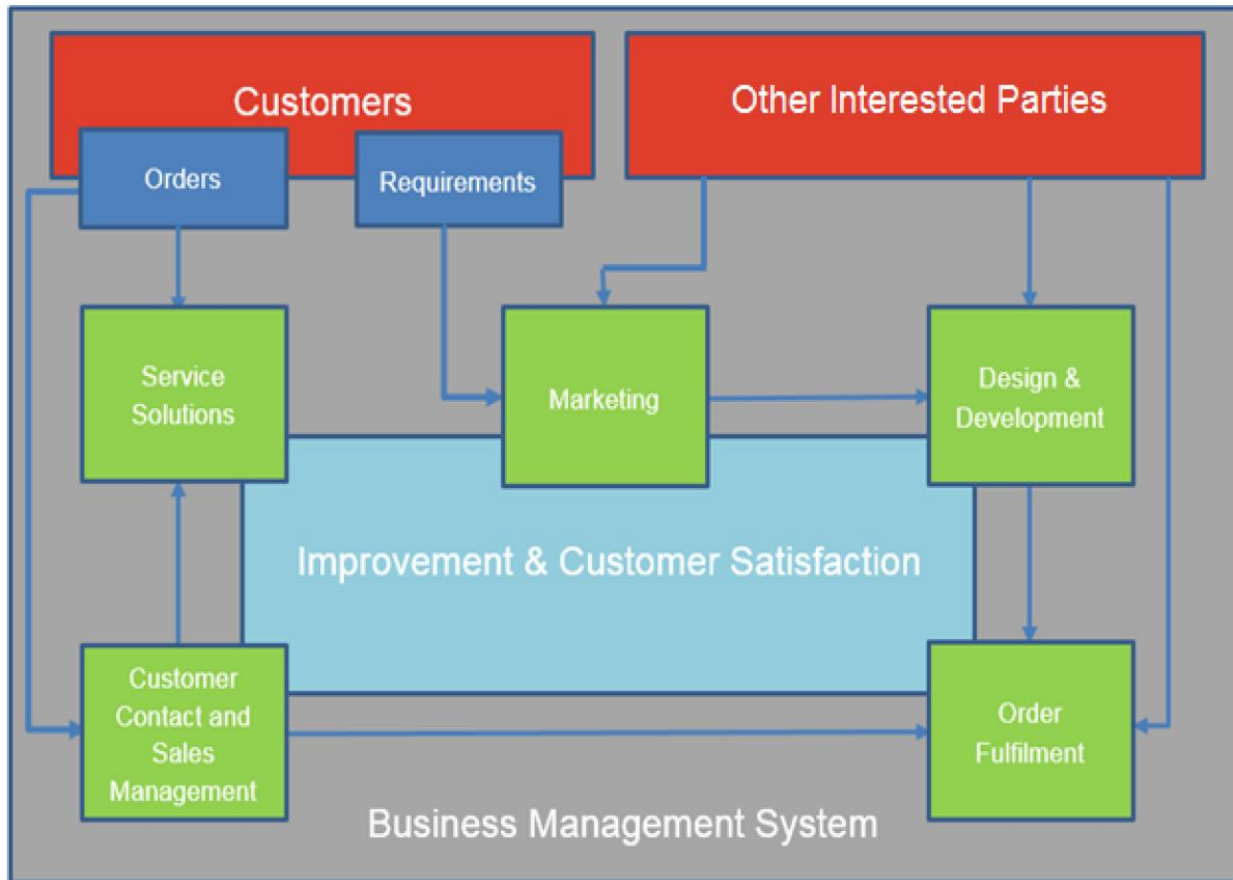 Customers
Other Interested Parties
Orders
Requirements
Service
Solutions
Marketing
Design &
Development
Improvement & Customer Satisfaction
Customer
Contact and
Sales
Management
Order
Fulfilment
Business Management System